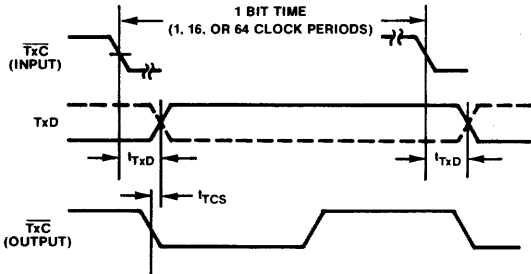 1 BIT TIME
(1, 16, OR 64 CLOCK PERIODS)
TxC
(INPUT)
TxD
tTxD
tTxD
tTCS
TxC
(OUTPUT)